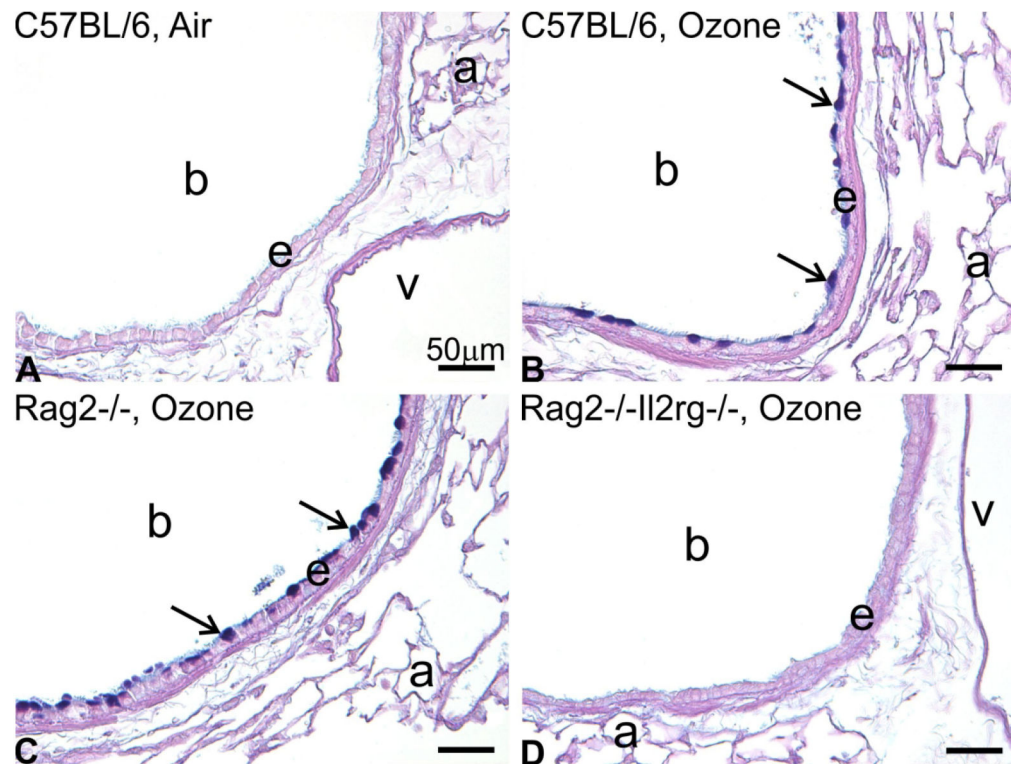 C57BL/6, Air
a
b
e
v
50μm
A
C57BL/6, Ozone
b
e
a
B
Rag2-/-, Ozone
b
e
a
C
Rag2-/-Il2rg-/-, Ozone
v
b
e
a
D